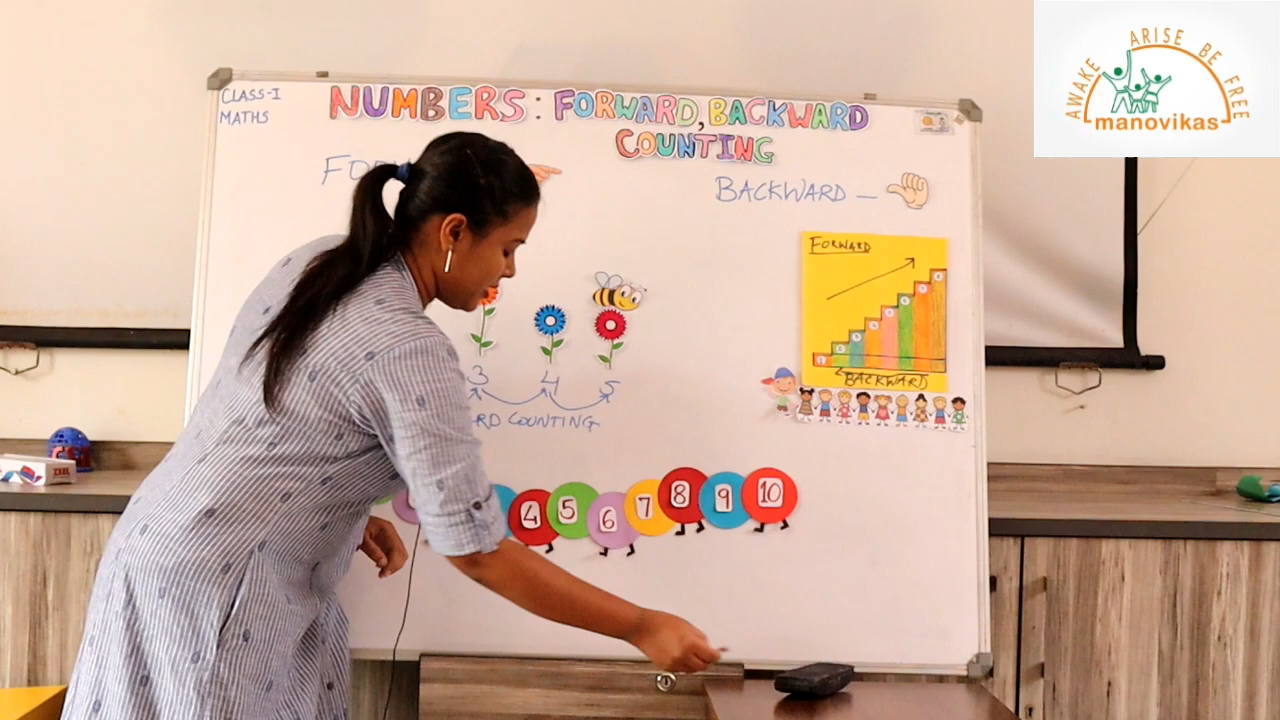 CLASS-I
MATHS
NUMBERS: FORWARD, BACKWARD
COUNTING
BACKWARD —
FORWARD
BACKWARD
3 4 5
COUNTING
4 5 6 7 8 9 10
AWAKE ARISE BE FREE
manovikas